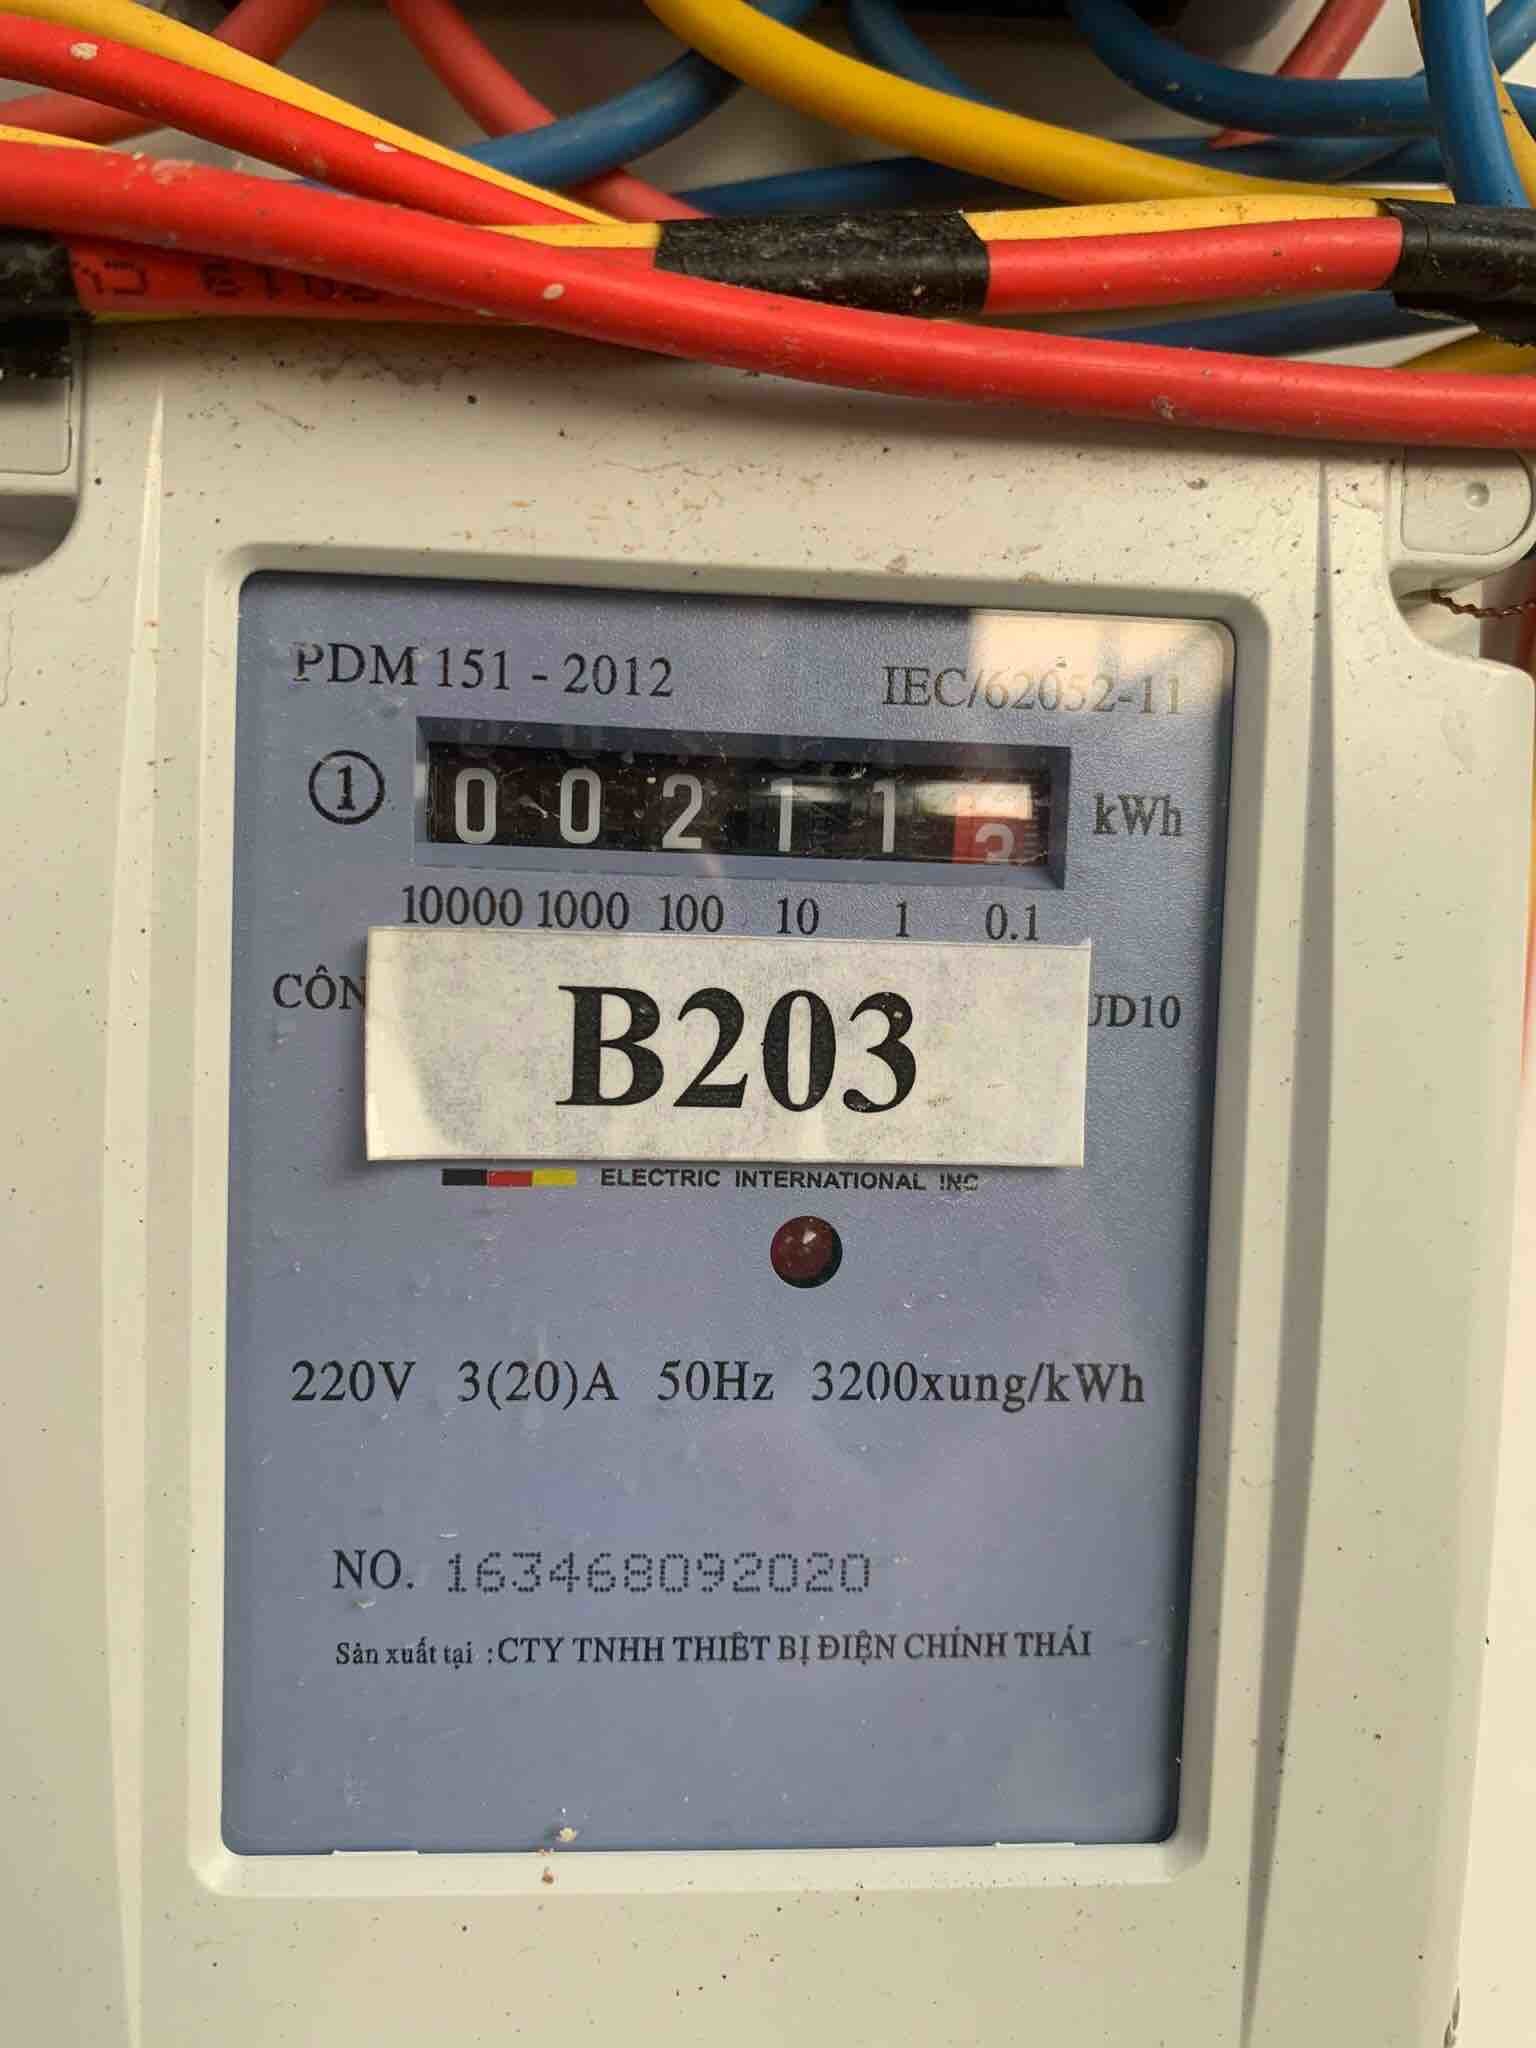 PDM 151 - 2012
IEC/62052-11
1 0 0 2 1 1 3 kWh
10000 1000 100 10 1 0.1
B203
UD10
ELECTRIC INTERNATIONAL INC
220V 3(20)A 50Hz 3200xung/kWh
NO. 163468092020
Sản xuất tại : CTY TNHH THIẾT BỊ ĐIỆN CHÍNH THÁI